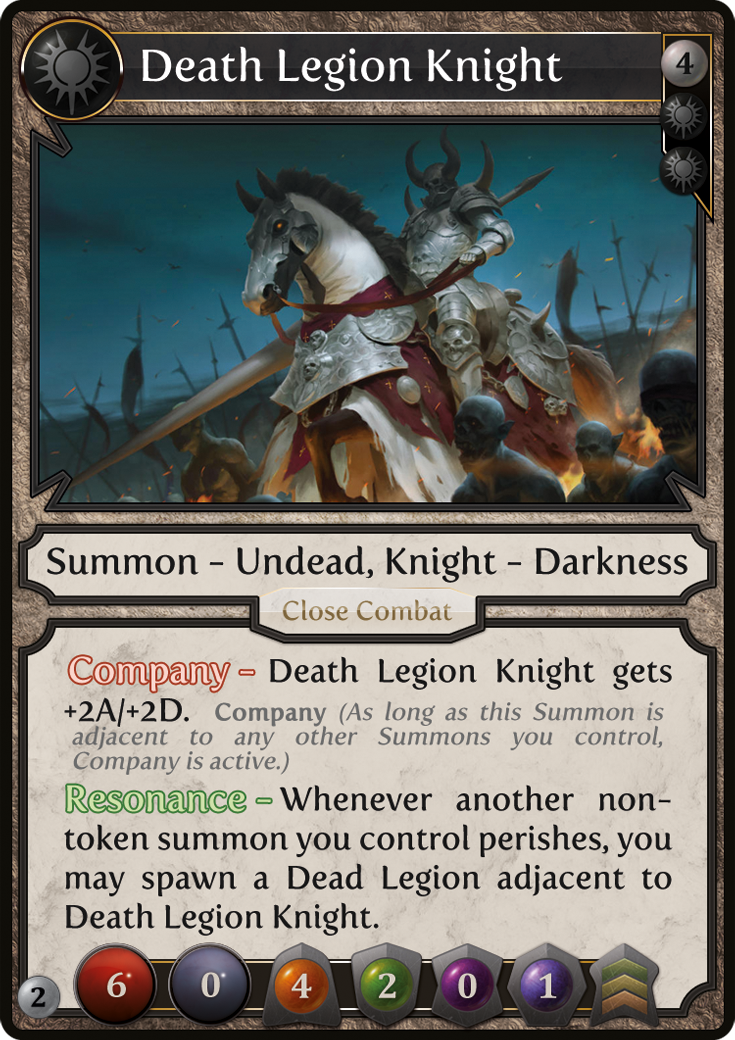 Death Legion Knight
4
Summon – Undead, Knight – Darkness
Close Combat
Company – Death Legion Knight gets
+2A/+2D. Company (As long as this Summon is
adjacent to any other Summons you control,
Company is active.)
Resonance – Whenever another non-
token summon you control perishes, you
may spawn a Dead Legion adjacent to
Death Legion Knight.
2 6 0 4 2 0 1